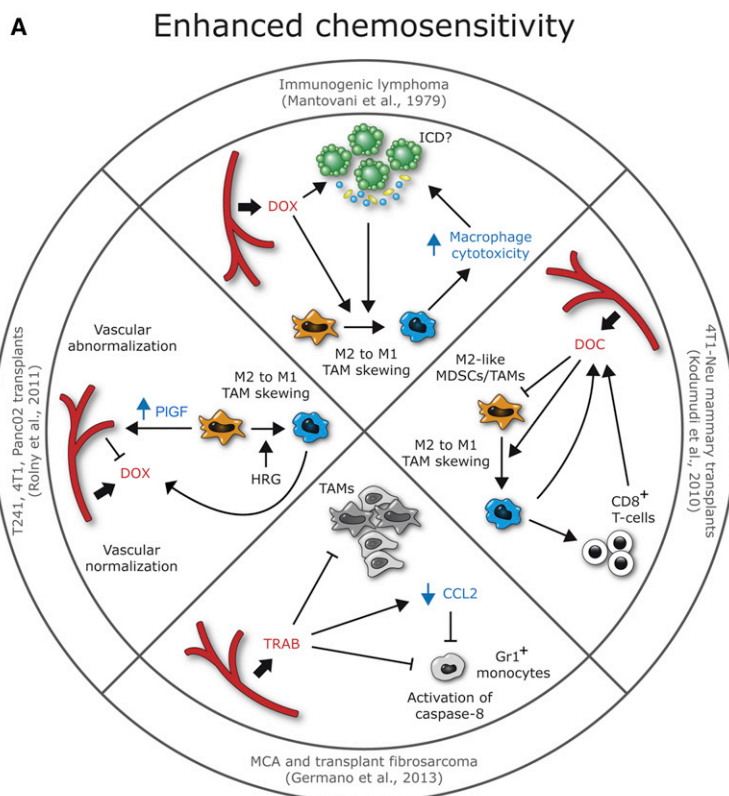 A
Enhanced chemosensitivity
Immunogenic lymphoma
(Mantovani et al., 1979)
ICD?
DOX
Macrophage
cytotoxicity
M2 to M1
TAM skewing
4T1-Neu mammary transplants
(Kodumudi et al., 2010)
DOC
M2-like
MDSCs/TAMs
M2 to M1
TAM skewing
CD8+
T-cells
T241, 4T1, Panc02 transplants
(Rolny et al., 2011)
Vascular
abnormalization
PlGF
M2 to M1
TAM skewing
DOX
HRG
Vascular
normalization
TAMs
CCL2
TRAB
Gr1+
monocytes
Activation of
caspase-8
MCA and transplant fibrosarcoma
(Germano et al., 2013)